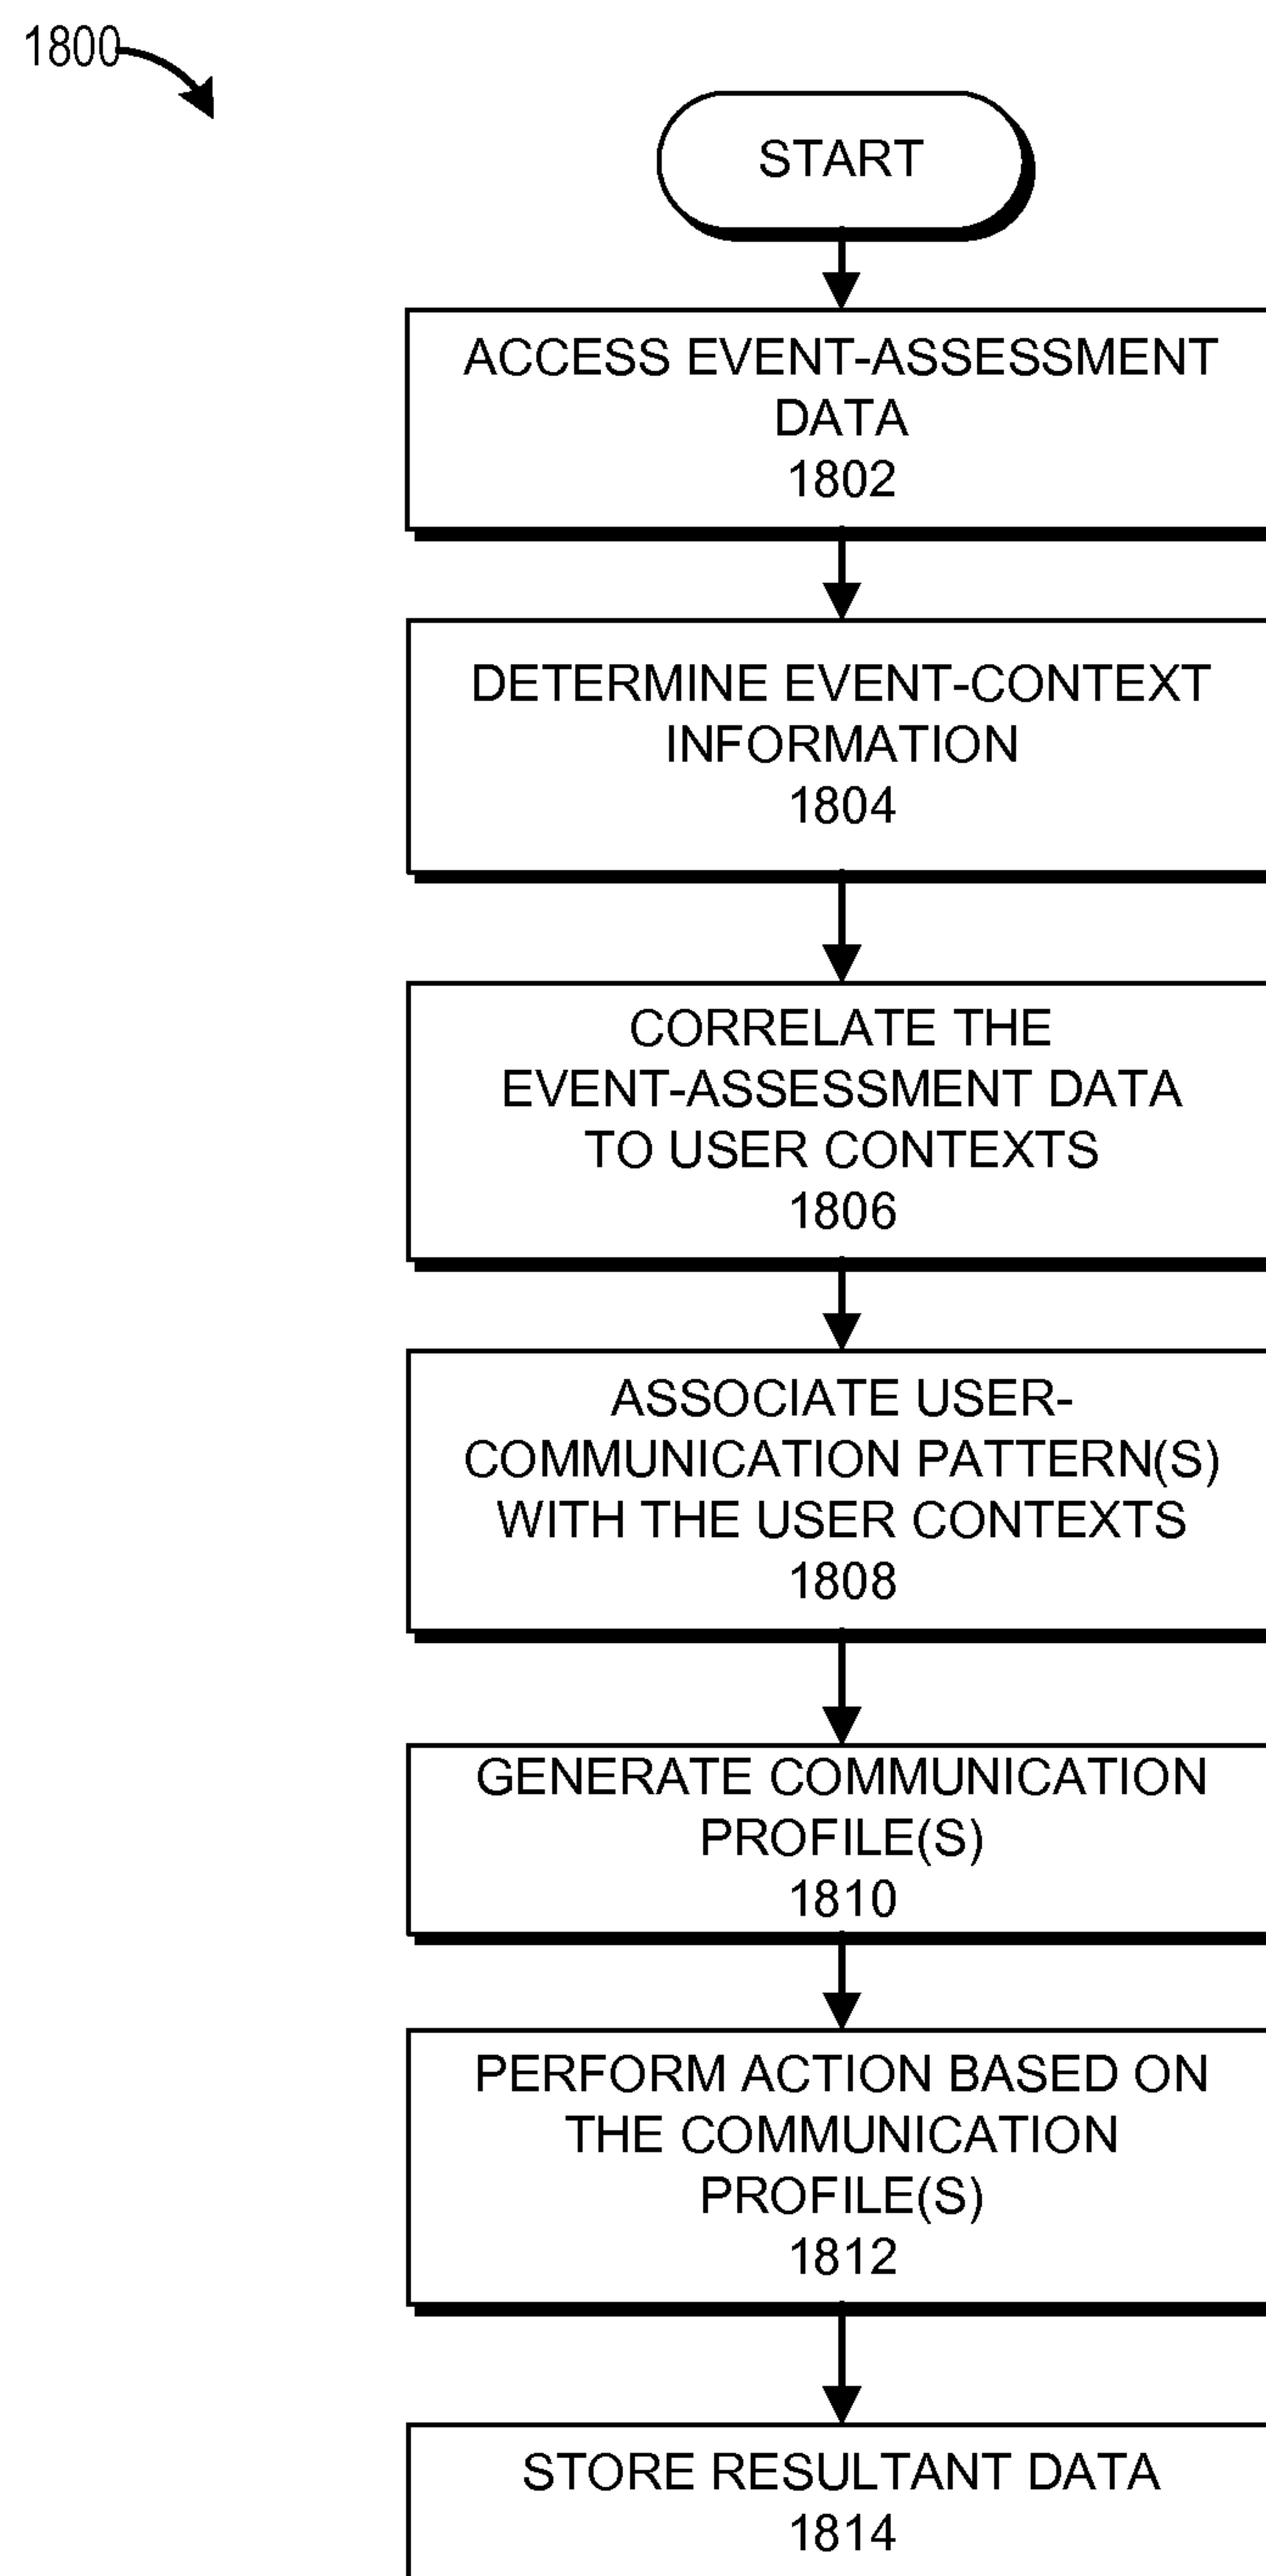 1800
START
ACCESS EVENT-ASSESSMENT
DATA
1802
DETERMINE EVENT-CONTEXT
INFORMATION
1804
CORRELATE THE
EVENT-ASSESSMENT DATA
TO USER CONTEXTS
1806
ASSOCIATE USER-
COMMUNICATION PATTERN(S)
WITH THE USER CONTEXTS
1808
GENERATE COMMUNICATION
PROFILE(S)
1810
PERFORM ACTION BASED ON
THE COMMUNICATION
PROFILE(S)
1812
STORE RESULTANT DATA
1814